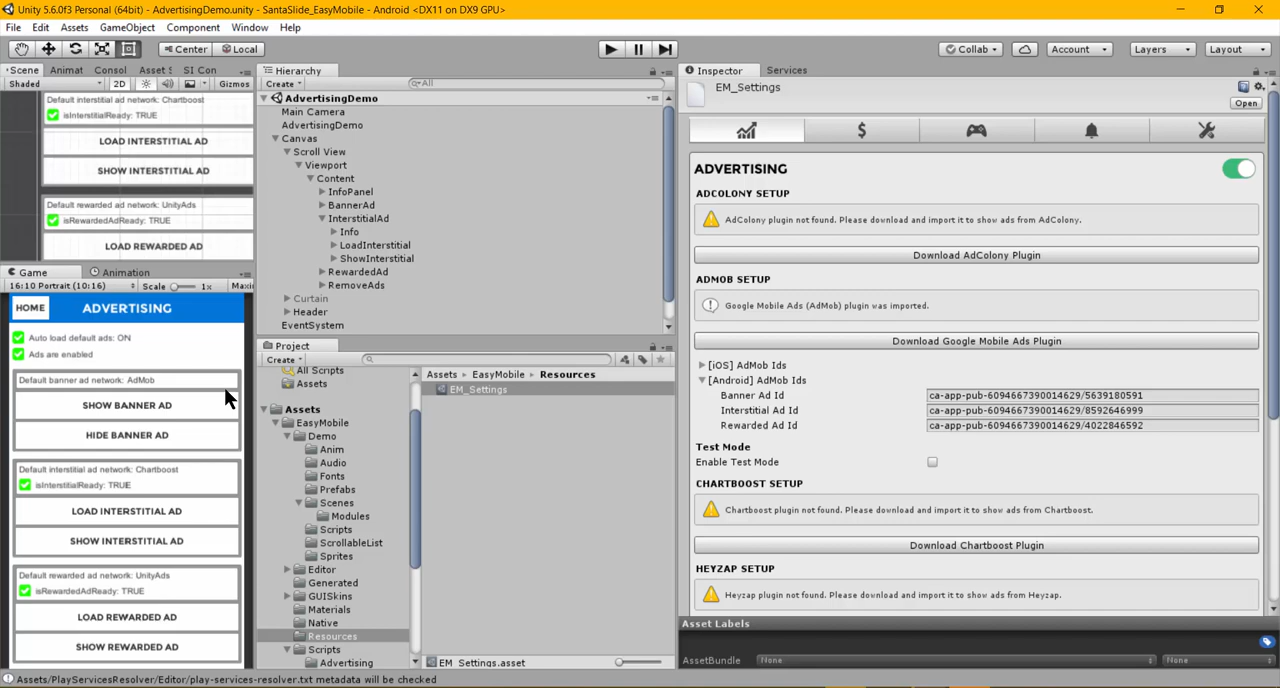 Unity 5.6.0f3 Personal (64bit) - AdvertisingDemo.unity - SantaSlide_EasyMobile - Android <DX11 on DX9 GPU>
File Edit Assets GameObject Component Window Help
Center Local Collab Account Layers Layout
Scene Animat Consol Asset S SI Con
Shaded 2D Gizmos
Default interstitial ad network: Chartboost
isInterstitialReady: TRUE
LOAD INTERSTITIAL AD
SHOW INTERSTITIAL AD
Default rewarded ad network: UnityAds
isRewardedAdReady: TRUE
LOAD REWARDED AD
Game Animation
16:10 Portrait (10:16) Scale 1x Maxi
HOME ADVERTISING
Auto load default ads: ON
Ads are enabled
Default banner ad network: AdMob
SHOW BANNER AD
HIDE BANNER AD
Default interstitial ad network: Chartboost
isInterstitialReady: TRUE
LOAD INTERSTITIAL AD
SHOW INTERSTITIAL AD
Default rewarded ad network: UnityAds
isRewardedAdReady: TRUE
LOAD REWARDED AD
SHOW REWARDED AD
Hierarchy
Create All
AdvertisingDemo
Main Camera
AdvertisingDemo
Canvas
Scroll View
Viewport
Content
InfoPanel
BannerAd
InterstitialAd
Info
LoadInterstitial
ShowInterstitial
RewardedAd
RemoveAds
Curtain
Header
EventSystem
Project
Create
All Scripts
Assets
Assets
EasyMobile
Demo
Anim
Audio
Fonts
Prefabs
Scenes
Modules
Scripts
ScrollableList
Sprites
Editor
Generated
GUISkins
Materials
Native
Resources
Scripts
Advertising
Assets EasyMobile Resources
EM_Settings
EM_Settings.asset
Inspector Services
EM_Settings
Open
$
ADVERTISING
ADCOLONY SETUP
AdColony plugin not found. Please download and import it to show ads from AdColony.
Download AdColony Plugin
ADMOB SETUP
Google Mobile Ads (AdMob) plugin was imported.
Download Google Mobile Ads Plugin
[iOS] AdMob Ids
[Android] AdMob Ids
Banner Ad Id ca-app-pub-6094667390014629/5639180591
Interstitial Ad Id ca-app-pub-6094667390014629/8592646999
Rewarded Ad Id ca-app-pub-6094667390014629/4022846592
Test Mode
Enable Test Mode
CHARTBOOST SETUP
Chartboost plugin not found. Please download and import it to show ads from Chartboost.
Download Chartboost Plugin
HEYZAP SETUP
Heyzap plugin not found. Please download and import it to show ads from Heyzap.
Asset Labels
AssetBundle None None
Assets/PlayServicesResolver/Editor/play-services-resolver.txt metadata will be checked